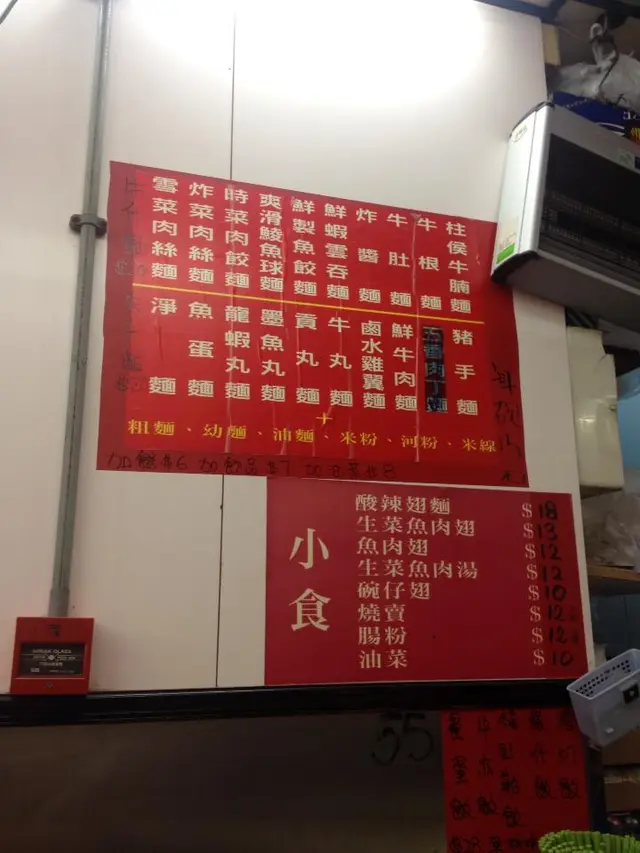 柱侯牛腩麵
牛根麵
牛肚麵
炸醬麵
鮮蝦雲吞麵
鮮製魚餃麵
爽滑鯪魚球麵
時菜肉餃麵
炸菜肉絲麵
雪菜肉絲麵
豬手麵
五香肉丁麵
鮮牛肉麵
鹵水雞翼麵
牛丸麵
貢丸麵
墨魚丸麵
龍蝦丸麵
魚蛋麵
淨麵
+
粗麵、幼麵、油麵、米粉、河粉、米線
小食
酸辣翅麵 $18
生菜魚肉翅 $13
魚肉翅 $12
生菜魚肉湯 $12
碗仔翅 $10
燒賣 $12
腸粉 $12
油菜 $10
55